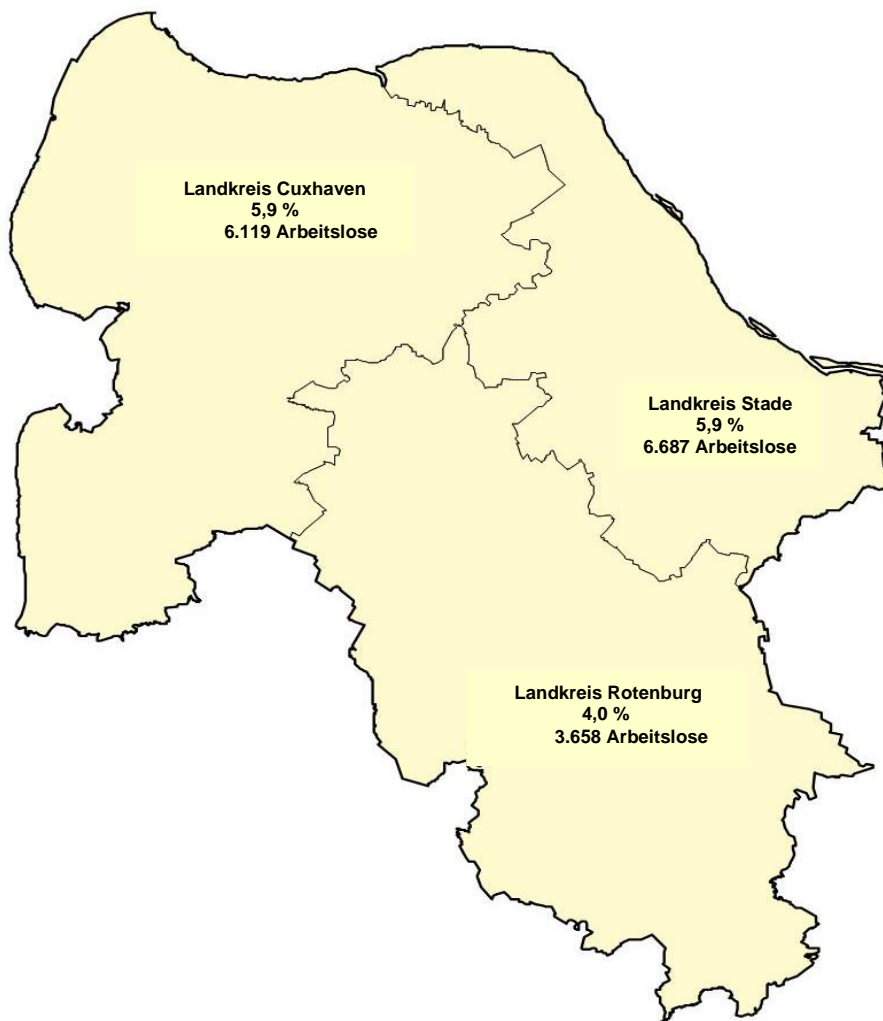 Landkreis Cuxhaven
5,9 %
6.119 Arbeitslose
Landkreis Stade
5,9 %
6.687 Arbeitslose
Landkreis Rotenburg
4,0 %
3.658 Arbeitslose